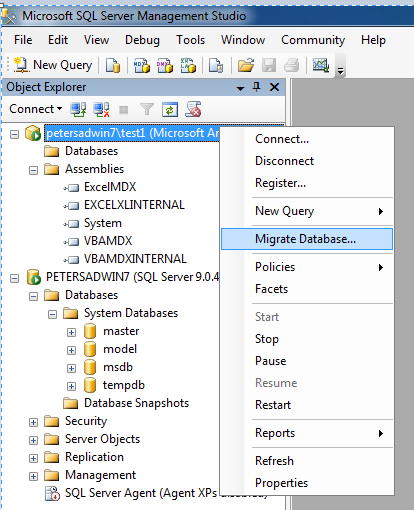 Microsoft SQL Server Management Studio
File Edit View Debug Tools Window Community Help
New Query
Object Explorer
Connect
petersadwin7\test1 (Microsoft An
Databases
Assemblies
ExcelMDX
EXCELXLINTERNAL
System
VBAMDX
VBAMDXINTERNAL
PETERSADWIN7 (SQL Server 9.0.4
Databases
System Databases
master
model
msdb
tempdb
Database Snapshots
Security
Server Objects
Replication
Management
SQL Server Agent (Agent XPs disabled)
Connect...
Disconnect
Register...
New Query
Migrate Database...
Policies
Facets
Start
Stop
Pause
Resume
Restart
Reports
Refresh
Properties